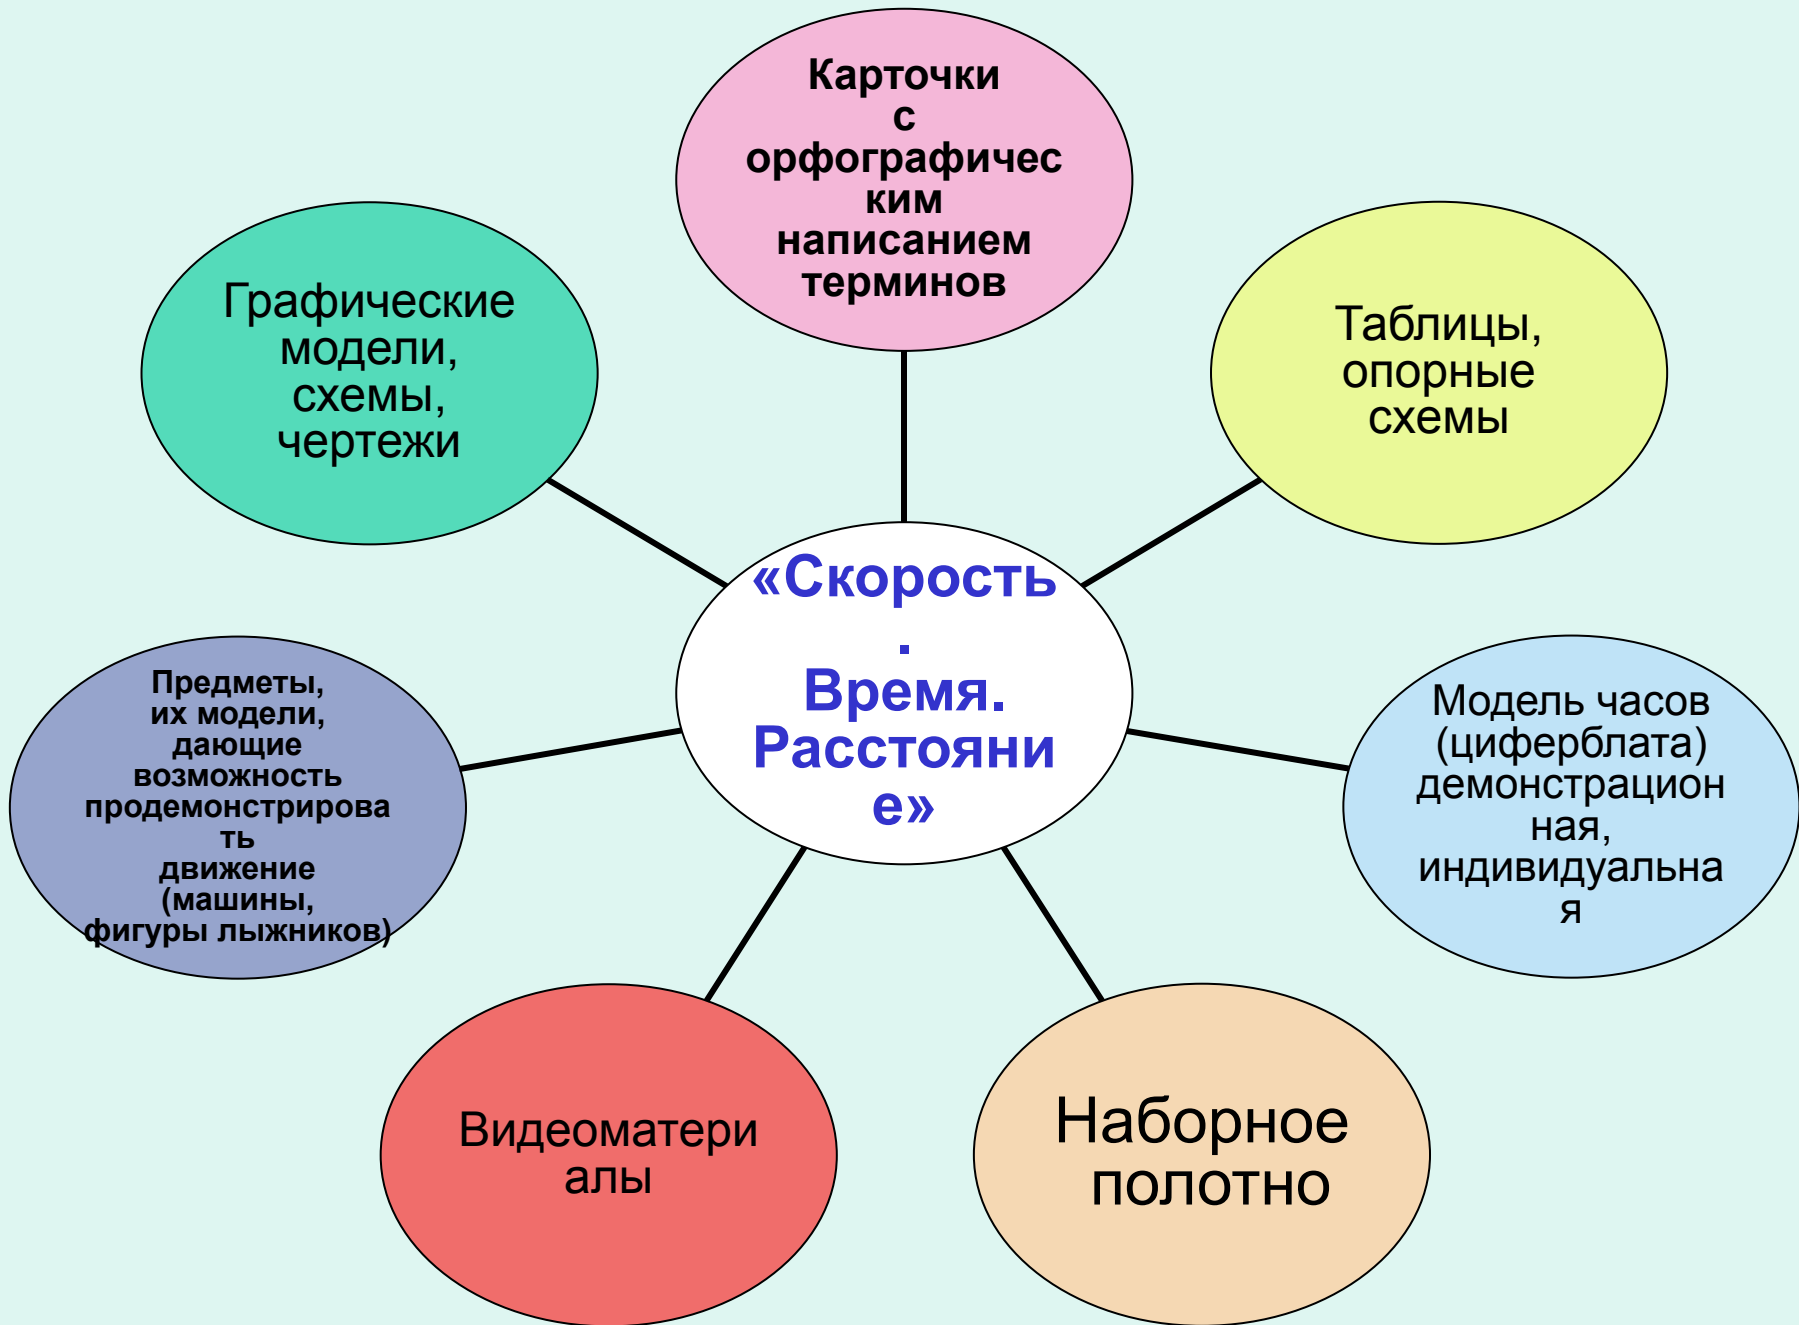 Карточки
с
орфографичес
ким
написанием
терминов
Графические
модели,
схемы,
чертежи
Таблицы,
опорные
схемы
«Скорость
.
Время.
Расстояни
е»
Предметы,
их модели,
дающие
возможность
продемонстрирова
ть
движение
(машины,
фигуры лыжников)
Модель часов
(циферблата)
демонстрацион
ная,
индивидуальна
я
Видеоматери
алы
Наборное
полотно